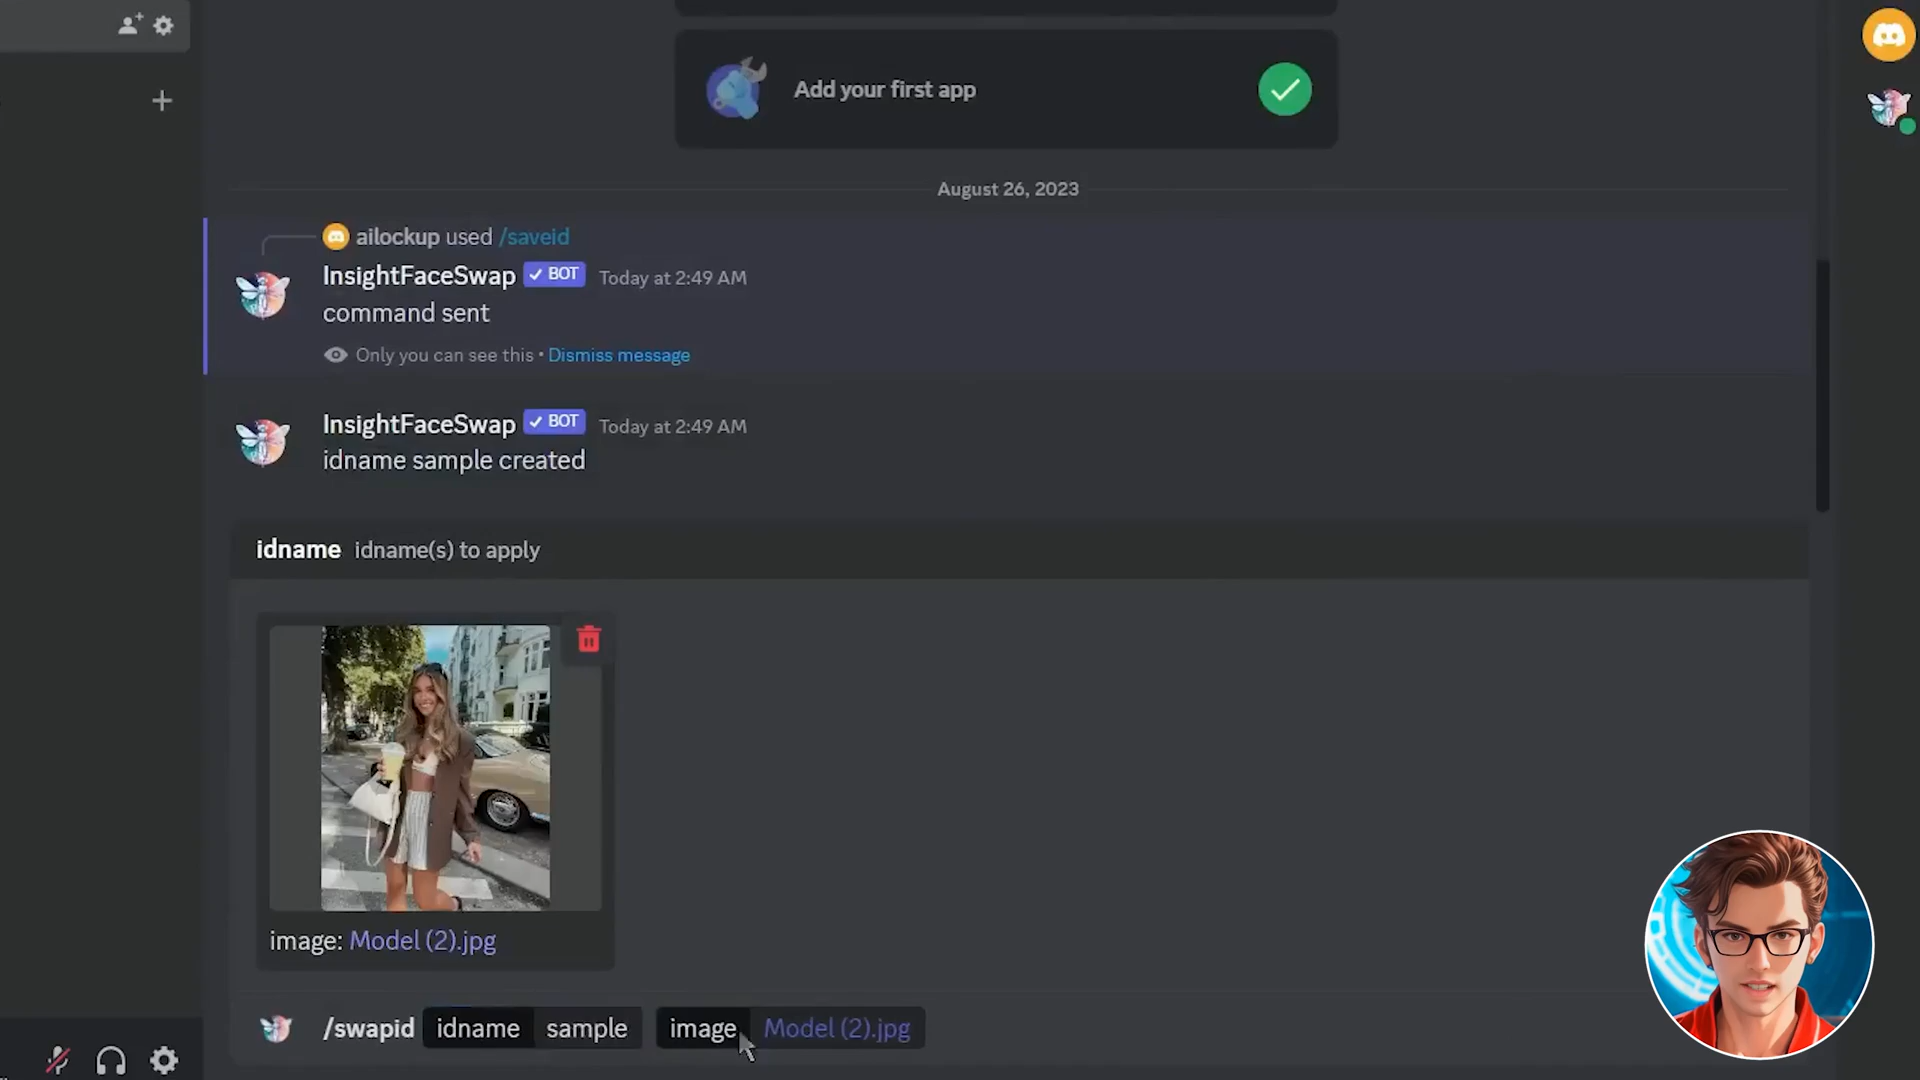 Add your first app
August 26, 2023
ailockup used /saveid
InsightFaceSwap ✓ BOT Today at 2:49 AM
command sent
Only you can see this • Dismiss message
InsightFaceSwap ✓ BOT Today at 2:49 AM
idname sample created
idname idname(s) to apply
image: Model (2).jpg
/swapid idname sample image Model (2).jpg